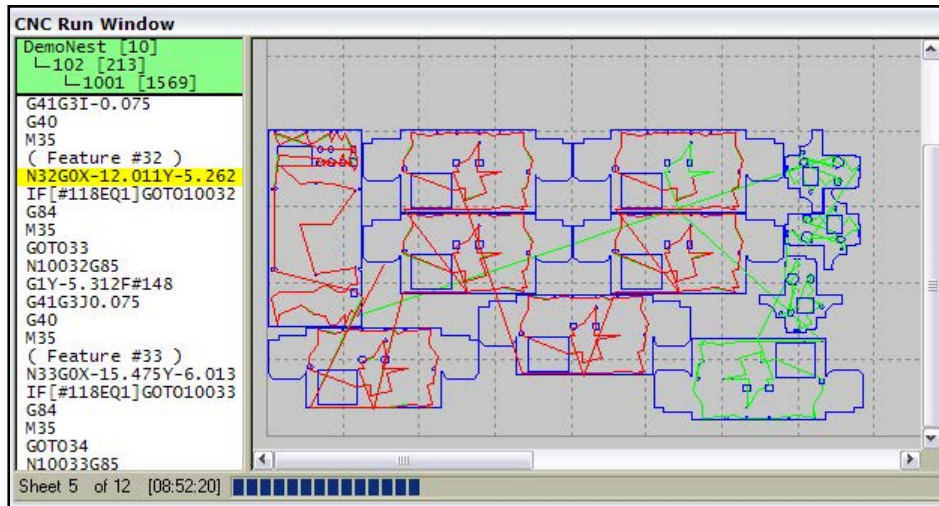 CNC Run Window
DemoNest [10]
102 [213]
1001 [1569]
G41G3I-0.075
G40
M35
( Feature #32 )
N32G0X-12.011Y-5.262
IF[#118EQ1]GOTO10032
G84
M35
GOTO33
N10032G85
G1Y-5.312F#148
G41G3J0.075
G40
M35
( Feature #33 )
N33G0X-15.475Y-6.013
IF[#118EQ1]GOTO10033
G84
M35
GOTO34
N10033G85
Sheet 5 of 12 [08:52:20]